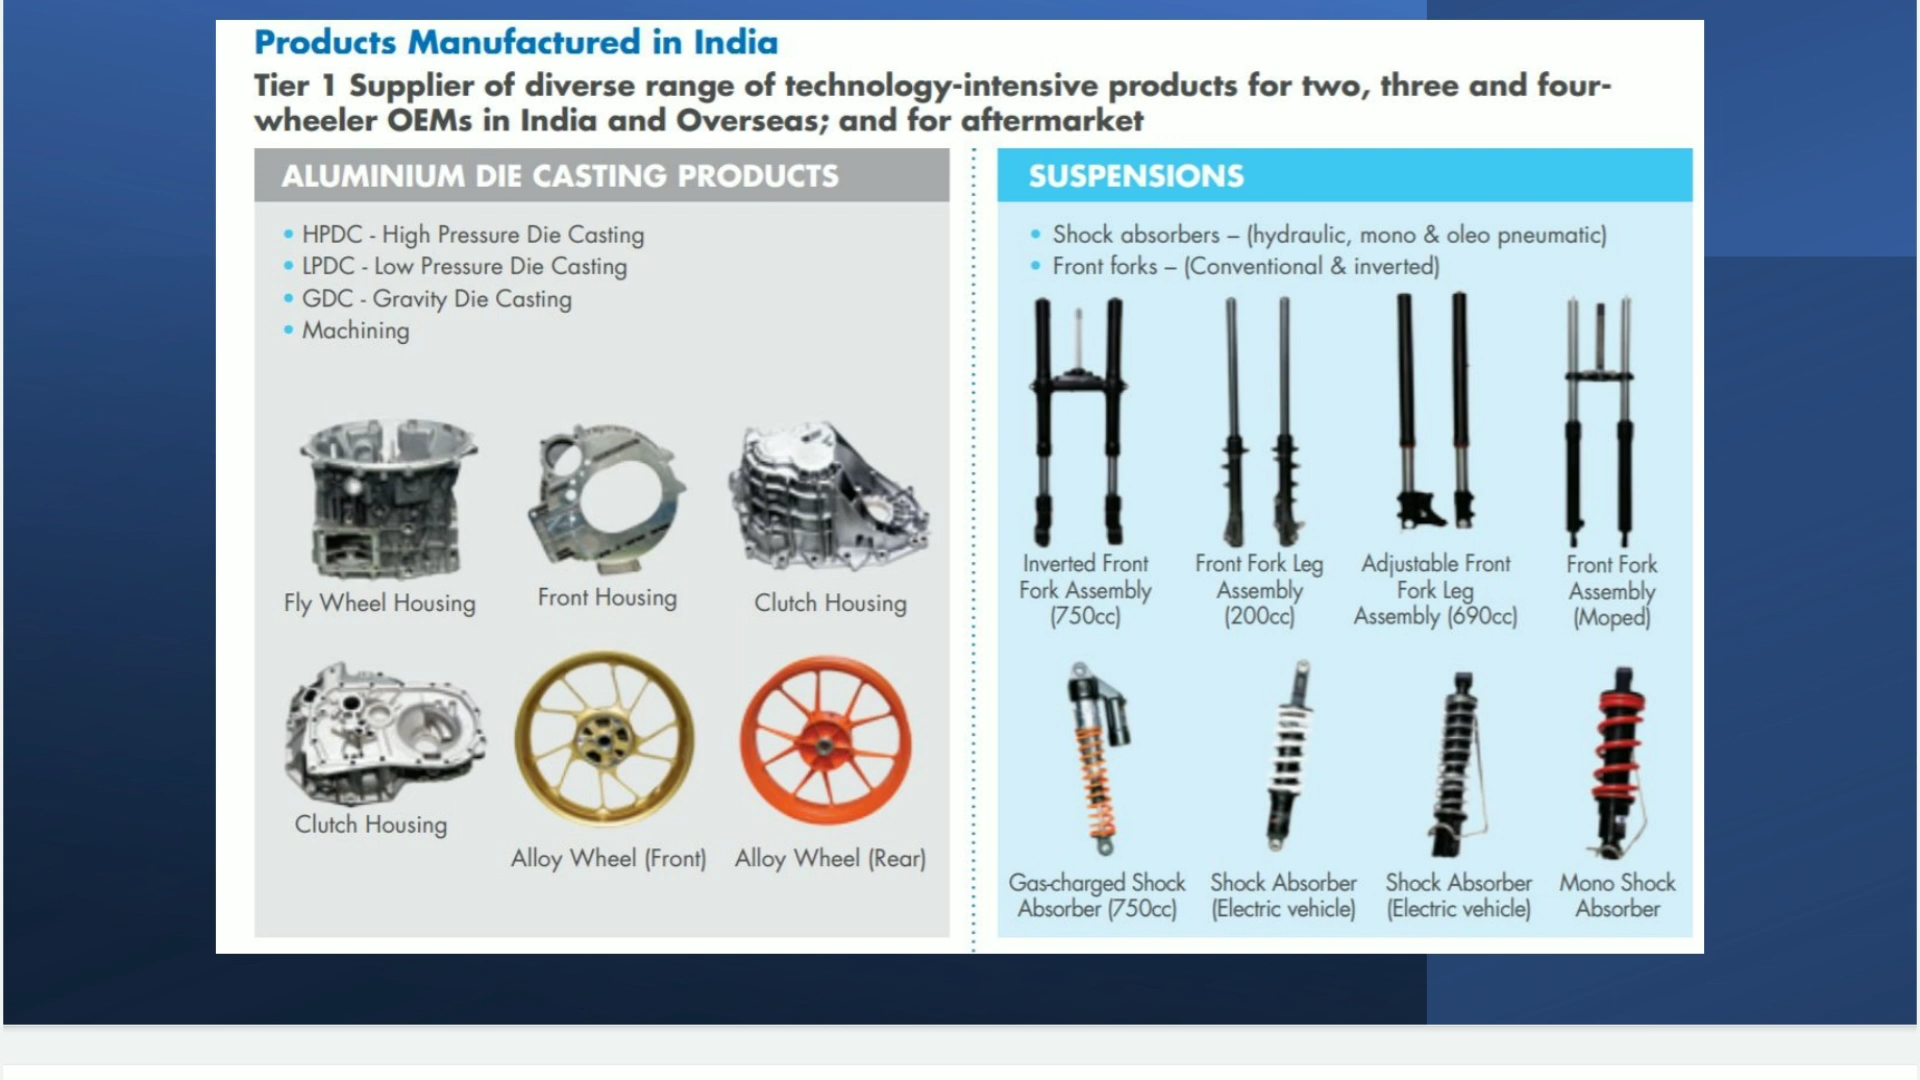 Products Manufactured in India
Tier 1 Supplier of diverse range of technology-intensive products for two, three and four-
wheeler OEMs in India and Overseas; and for aftermarket
ALUMINIUM DIE CASTING PRODUCTS
• HPDC - High Pressure Die Casting
• LPDC - Low Pressure Die Casting
• GDC - Gravity Die Casting
• Machining
Fly Wheel Housing
Front Housing
Clutch Housing
Clutch Housing
Alloy Wheel (Front)
Alloy Wheel (Rear)
SUSPENSIONS
• Shock absorbers – (hydraulic, mono & oleo pneumatic)
• Front forks – (Conventional & inverted)
Inverted Front
Fork Assembly
(750cc)
Front Fork Leg
Assembly
(200cc)
Adjustable Front
Fork Leg
Assembly (690cc)
Front Fork
Assembly
(Moped)
Gas-charged Shock
Absorber (750cc)
Shock Absorber
(Electric vehicle)
Shock Absorber
(Electric vehicle)
Mono Shock
Absorber